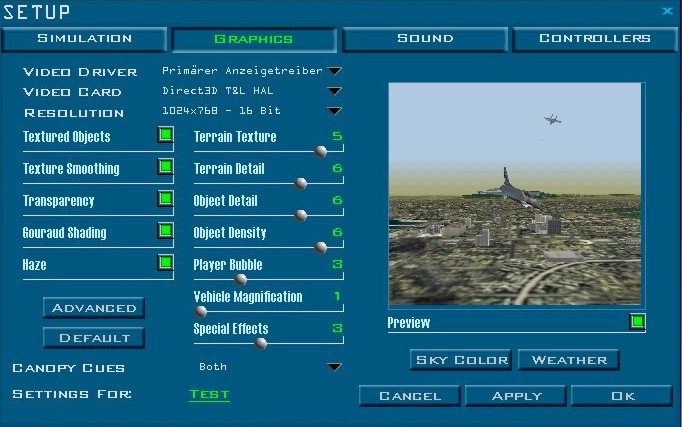 SETUP
x
SIMULATION GRAPHICS SOUND CONTROLLERS
VIDEO DRIVER Primärer Anzeigetreiber
VIDEO CARD Direct3D T&L HAL
RESOLUTION 1024x768 - 16 Bit
Textured Objects
Texture Smoothing
Transparency
Gouraud Shading
Haze
ADVANCED
DEFAULT
Terrain Texture 5
Terrain Detail 6
Object Detail 6
Object Density 6
Player Bubble 3
Vehicle Magnification 1
Special Effects 3
Preview
SKY COLOR WEATHER
CANOPY CUES Both
SETTINGS FOR: TEST
CANCEL APPLY OK